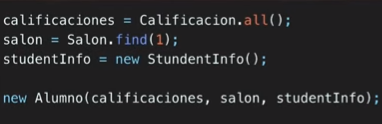 calificaciones = Calificacion.all();
salon = Salon.find(1);
studentInfo = new StundentInfo();
new Alumno(calificaciones, salon, studentInfo);